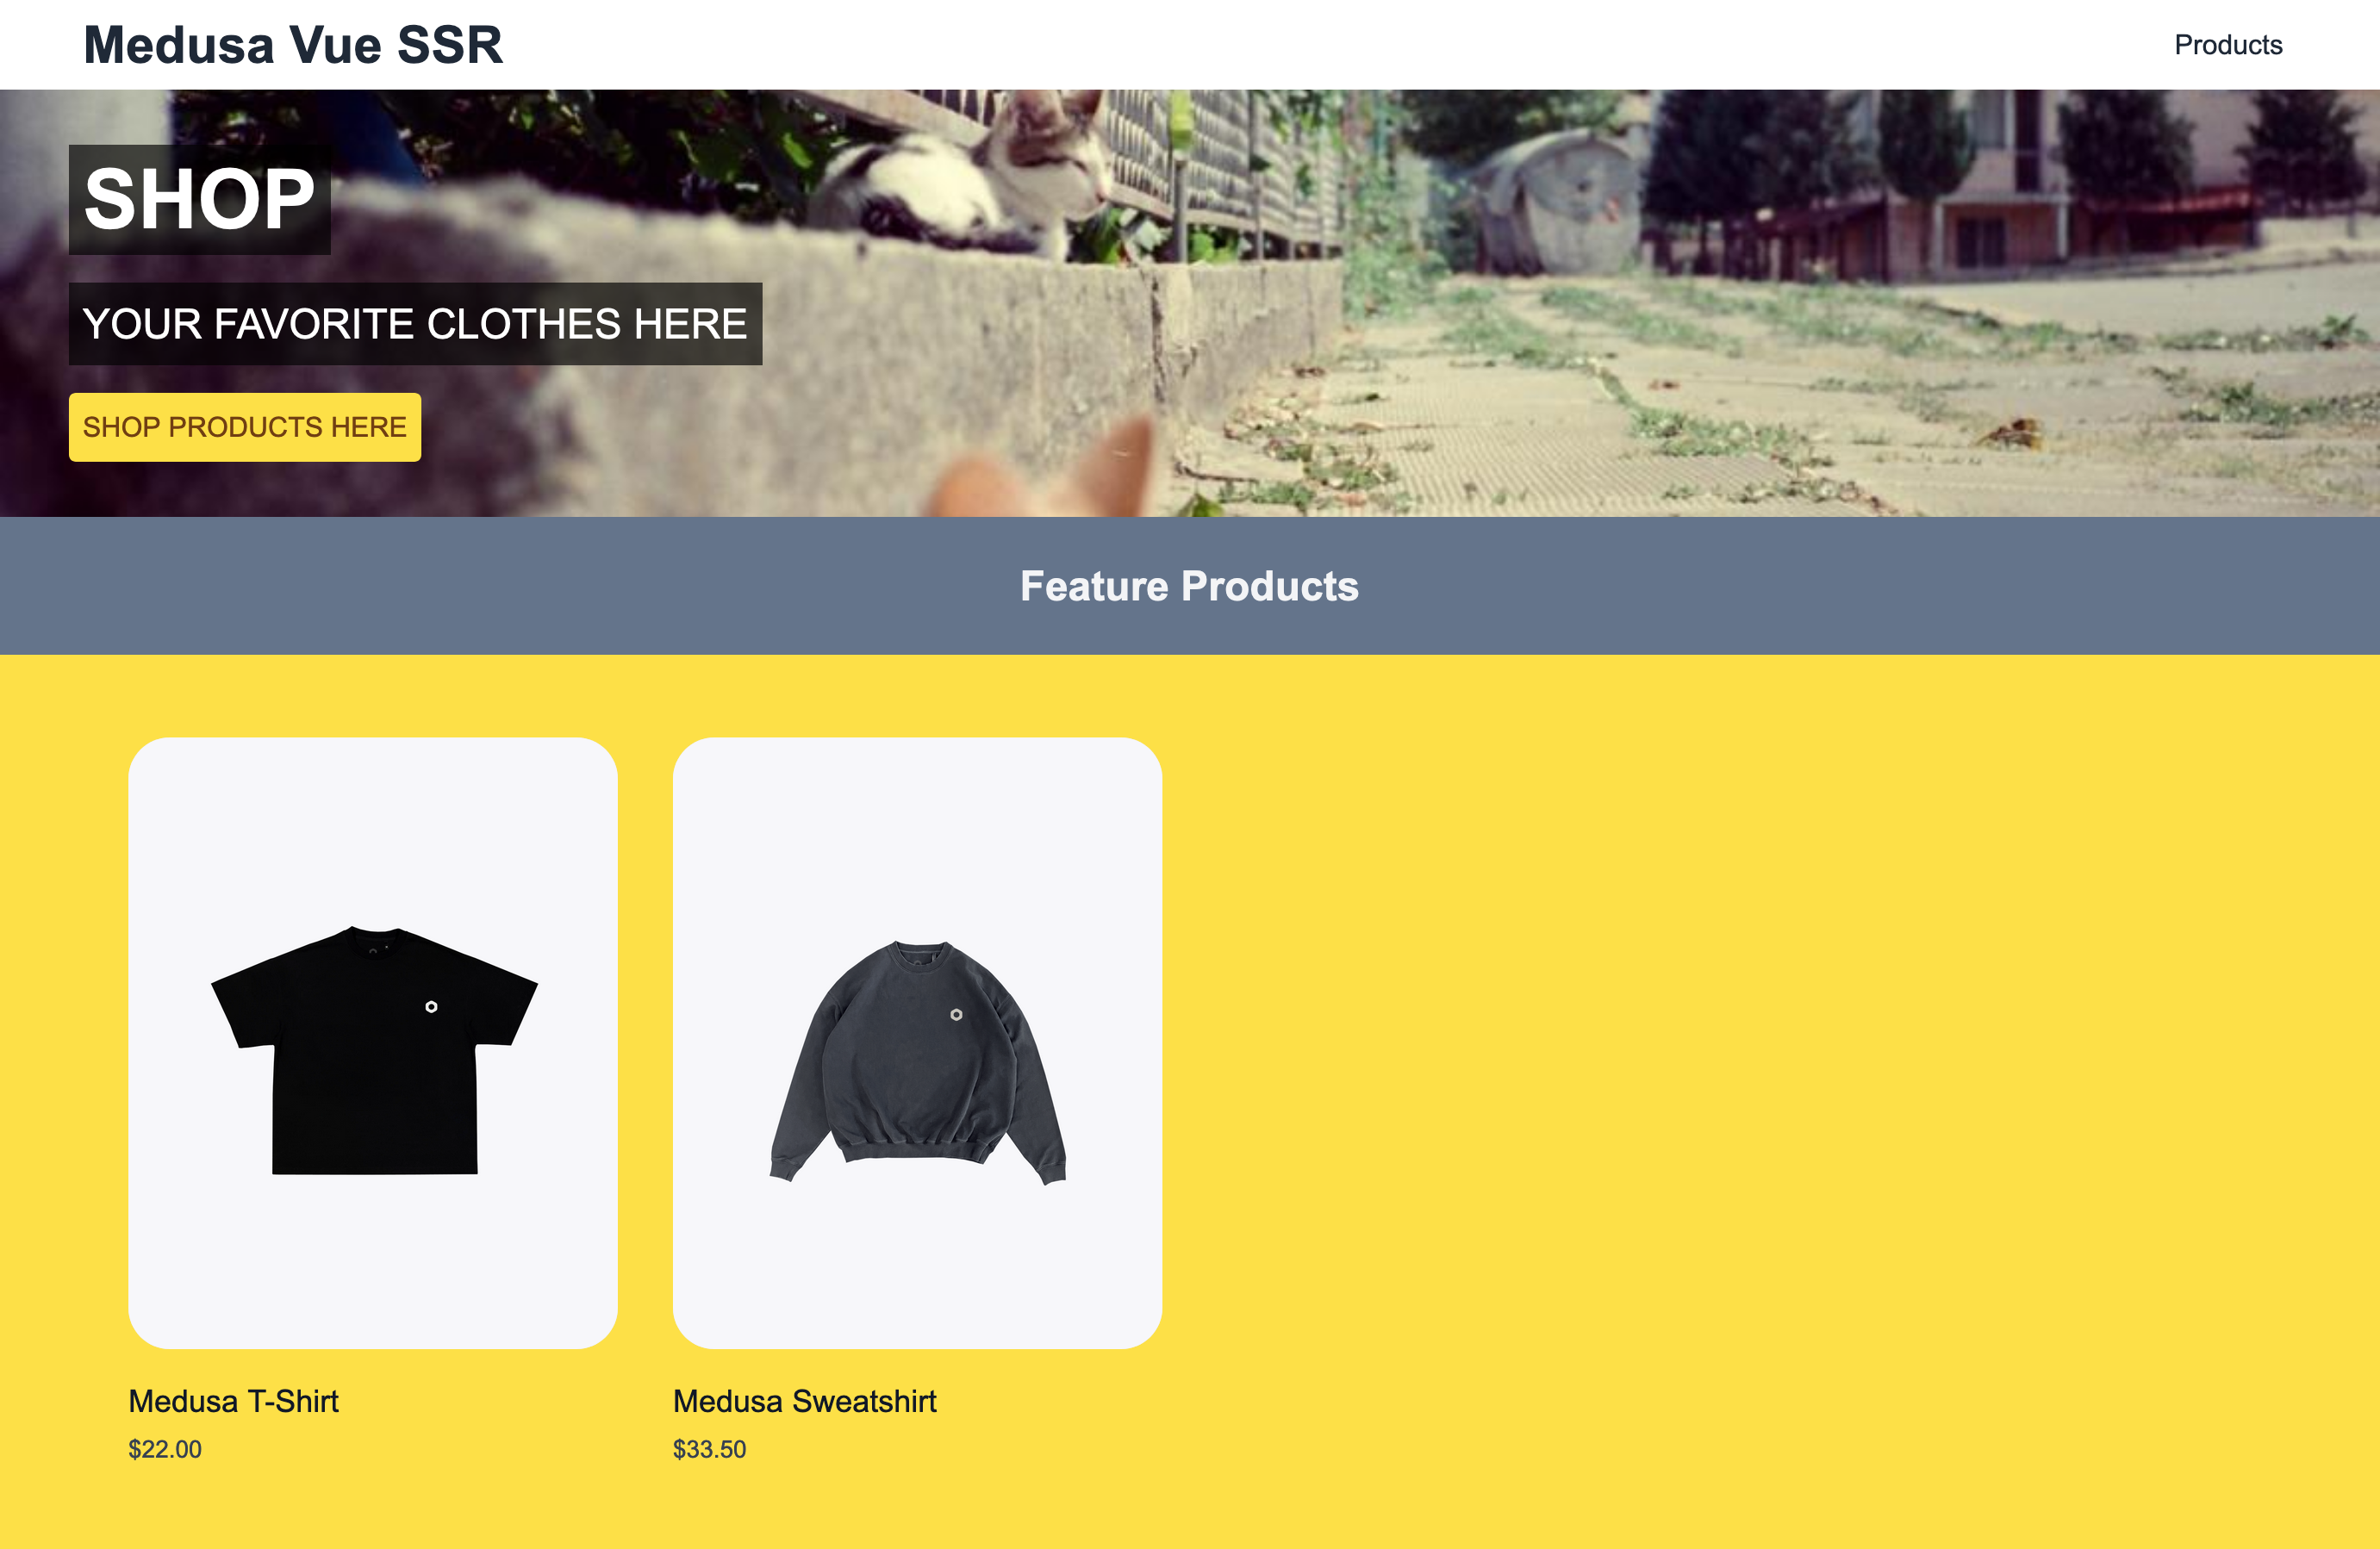 Medusa Vue SSR
Products
SHOP
YOUR FAVORITE CLOTHES HERE
SHOP PRODUCTS HERE
Feature Products
Medusa T-Shirt
$22.00
Medusa Sweatshirt
$33.50